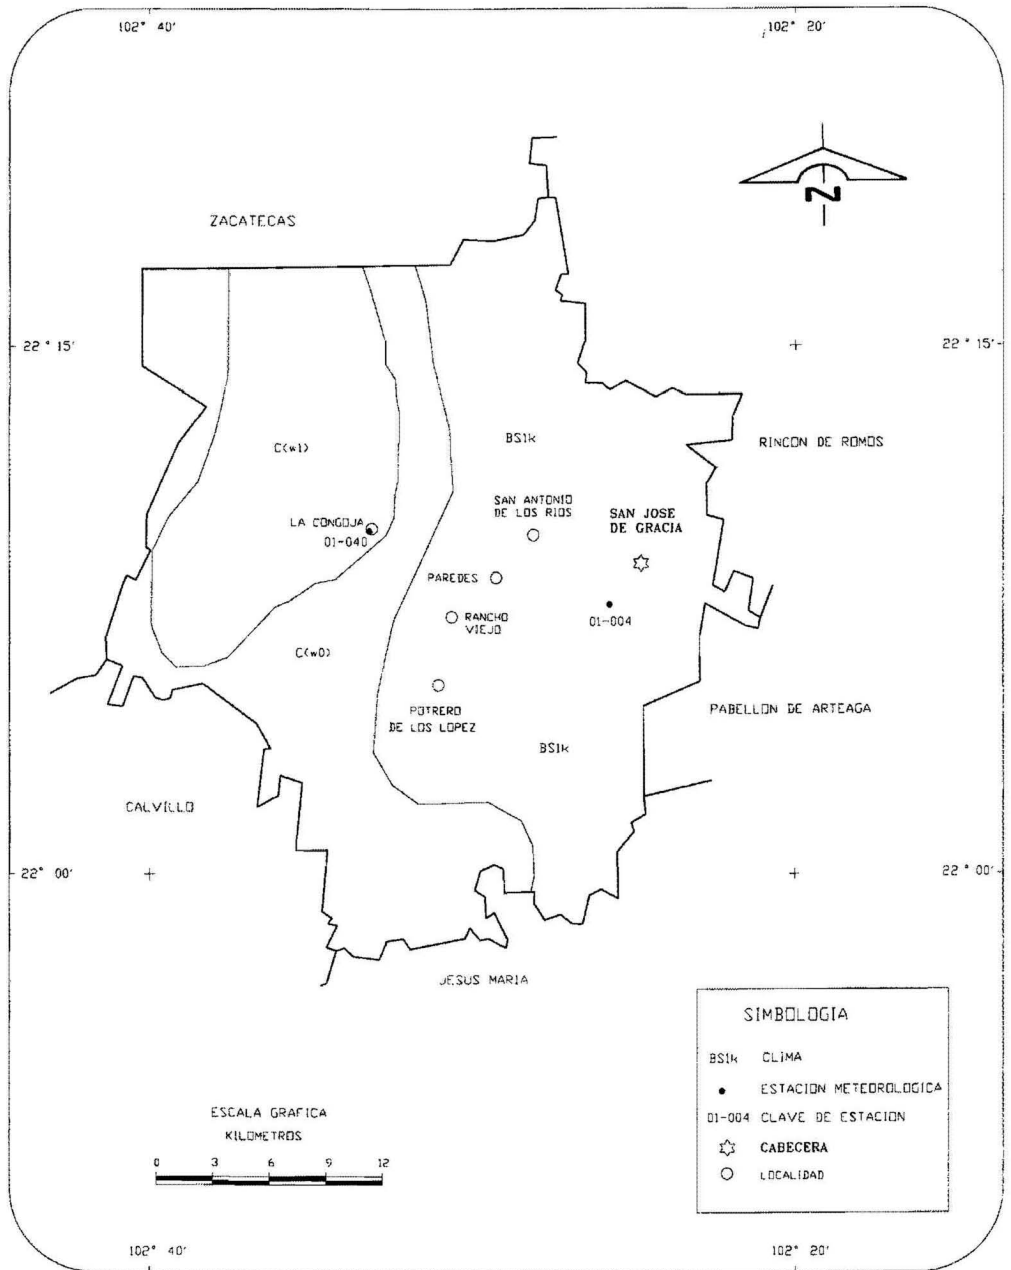 102° 40'
102° 20'
N
ZACATECAS
22° 15'
22° 15'
BS1k
RINCON DE ROMOS
C(w1)
SAN ANTONIO
DE LOS RIOS
SAN JOSE
DE GRACIA
LA CONGOJA
01-040
PAREDES
RANCHO
VIEJO
01-004
C(w0)
POTRERO
DE LOS LOPEZ
PABELLON DE ARTEAGA
BS1k
CALVILLO
22° 00'
22° 00'
JESUS MARIA
SIMBOLOGIA
BS1k CLIMA
ESTACION METEOROLOGICA
01-004 CLAVE DE ESTACION
CABECERA
LOCALIDAD
ESCALA GRAFICA
KILOMETROS
0 3 6 9 12
102° 40'
102° 20'